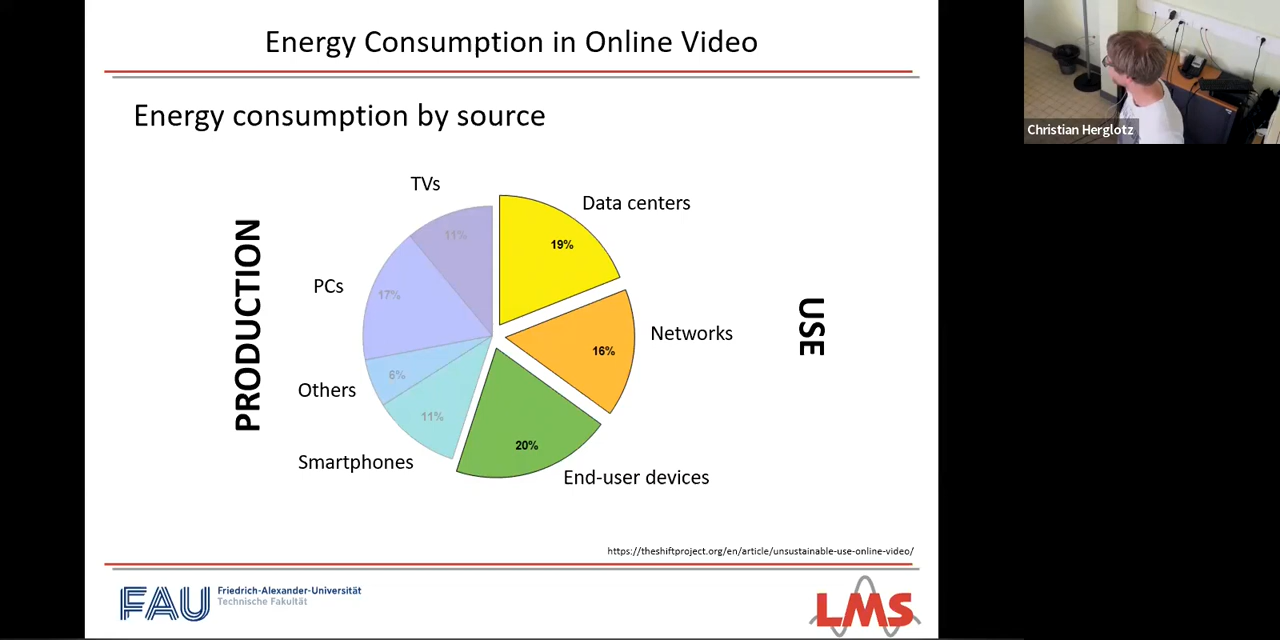 Energy Consumption in Online Video
Christian Herglotz
Energy consumption by source
TVs
Data centers
11%
19%
PRODUCTION
PCs
17%
USE
Networks
16%
Others
6%
11%
Smartphones
20%
End-user devices
https://theshiftproject.org/en/article/unsustainable-use-online-video/
FAU
Friedrich-Alexander-Universität
Technische Fakultät
LMS